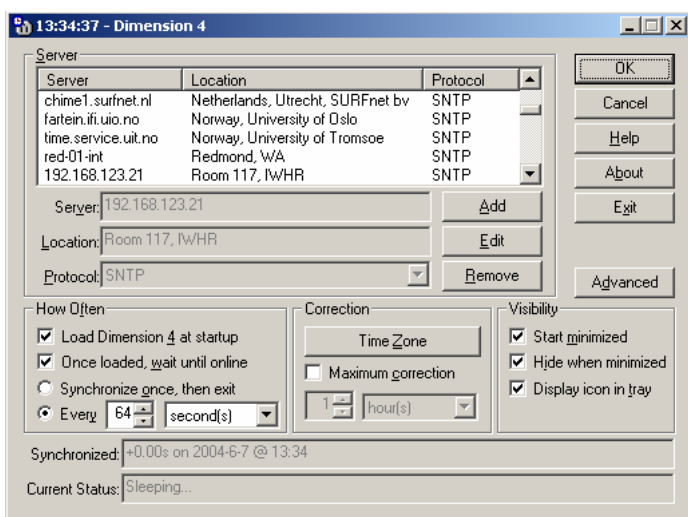 13:34:37 - Dimension 4
Server
Server Location Protocol
chime1.surfnet.nl Netherlands, Utrecht, SURFnet bv SNTP
fartein.ifi.uio.no Norway, University of Oslo SNTP
time.service.uit.no Norway, University of Tromsoe SNTP
red-01-int Redmond, WA SNTP
192.168.123.21 Room 117, IWHR SNTP
Server: 192.168.123.21
Add
Location: Room 117, IWHR
Edit
Protocol: SNTP
Remove
OK
Cancel
Help
About
Exit
Advanced
How Often
Load Dimension 4 at startup
Once loaded, wait until online
Synchronize once, then exit
Every 64 second(s)
Correction
Time Zone
Maximum correction
1 hour(s)
Visibility
Start minimized
Hide when minimized
Display icon in tray
Synchronized: +0.00s on 2004-6-7 @ 13:34
Current Status: Sleeping...